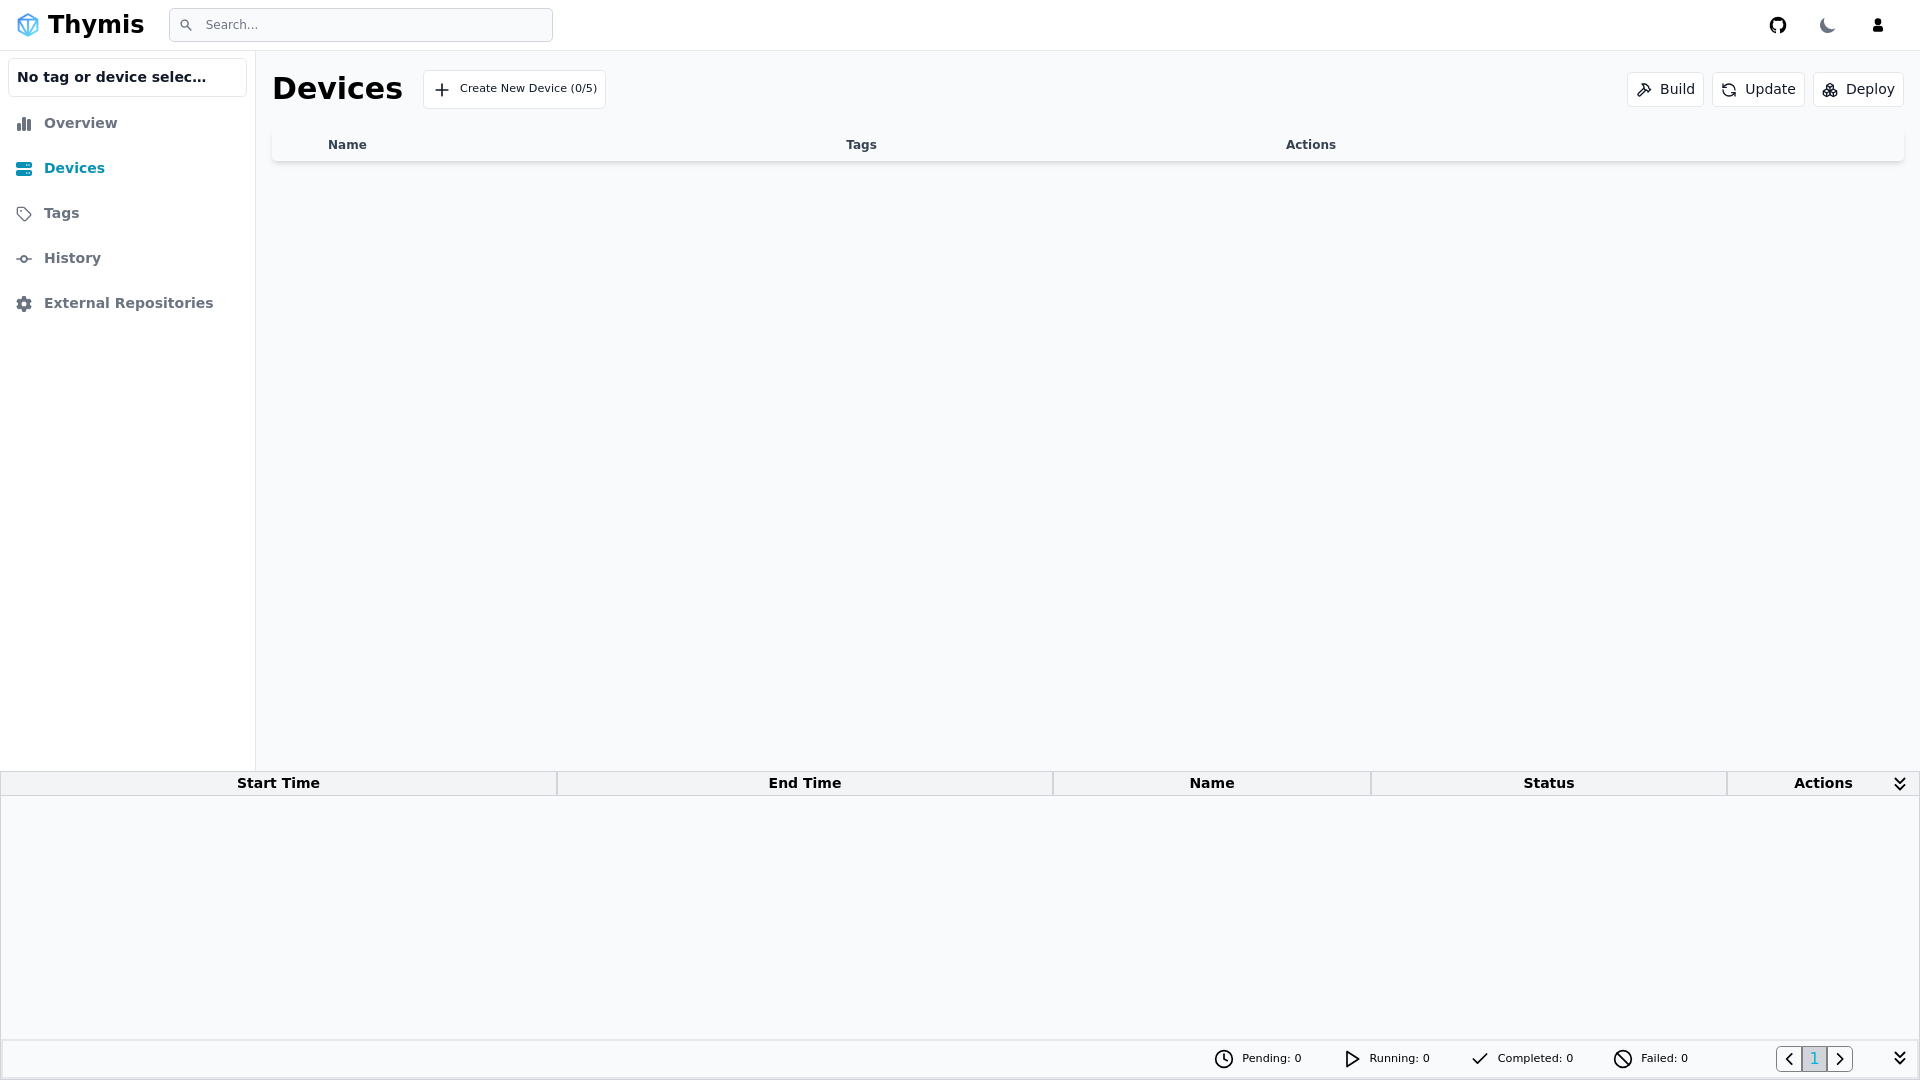 Thymis
Search...
No tag or device selec...
Overview
Devices
Tags
History
External Repositories
Devices
Create New Device (0/5)
Build
Update
Deploy
Name
Tags
Actions
Start Time
End Time
Name
Status
Actions
Pending: 0
Running: 0
Completed: 0
Failed: 0
1